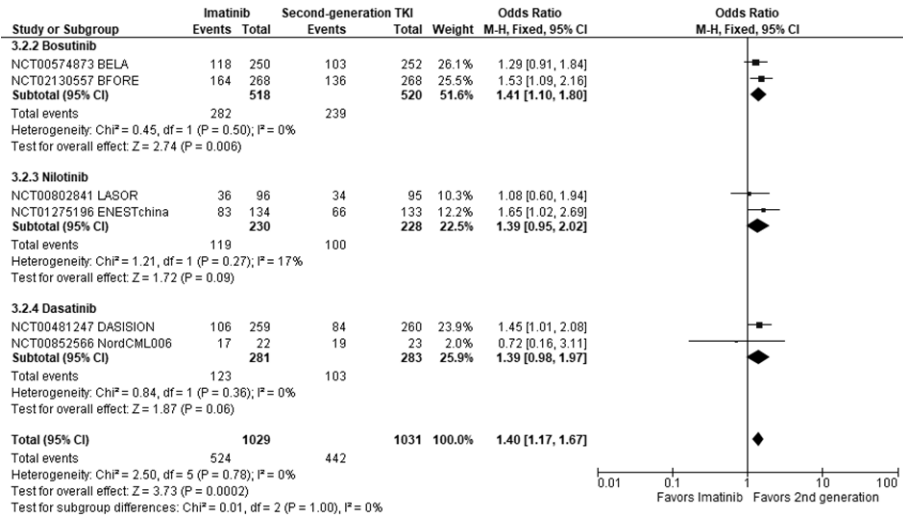 Imatinib Second-generation TKI Odds Ratio Odds Ratio
Study or Subgroup Events Total Events Total Weight M-H, Fixed, 95% CI M-H, Fixed, 95% CI
3.2.2 Bosutinib
NCT00574873 BELA 118 250 103 252 26.1% 1.29 [0.91, 1.84]
NCT02130557 BFORE 164 268 136 268 25.5% 1.53 [1.09, 2.16]
Subtotal (95% CI) 518 520 51.6% 1.41 [1.10, 1.80]
Total events 282 239
Heterogeneity: Chi² = 0.45, df = 1 (P = 0.50); I² = 0%
Test for overall effect: Z = 2.74 (P = 0.006)
3.2.3 Nilotinib
NCT00802841 LASOR 36 96 34 95 10.3% 1.08 [0.60, 1.94]
NCT01275196 ENESTchina 83 134 66 133 12.2% 1.65 [1.02, 2.69]
Subtotal (95% CI) 230 228 22.5% 1.39 [0.95, 2.02]
Total events 119 100
Heterogeneity: Chi² = 1.21, df = 1 (P = 0.27); I² = 17%
Test for overall effect: Z = 1.72 (P = 0.09)
3.2.4 Dasatinib
NCT00481247 DASISION 106 259 84 260 23.9% 1.45 [1.01, 2.08]
NCT00852566 NordCML006 17 22 19 23 2.0% 0.72 [0.16, 3.11]
Subtotal (95% CI) 281 283 25.9% 1.39 [0.98, 1.97]
Total events 123 103
Heterogeneity: Chi² = 0.84, df = 1 (P = 0.36); I² = 0%
Test for overall effect: Z = 1.87 (P = 0.06)
Total (95% CI) 1029 1031 100.0% 1.40 [1.17, 1.67]
Total events 524 442
Heterogeneity: Chi² = 2.50, df = 5 (P = 0.78); I² = 0%
Test for overall effect: Z = 3.73 (P = 0.0002)
Test for subgroup differences: Chi² = 0.01, df = 2 (P = 1.00), I² = 0%
0.01 0.1 1 10 100
Favors Imatinib Favors 2nd generation